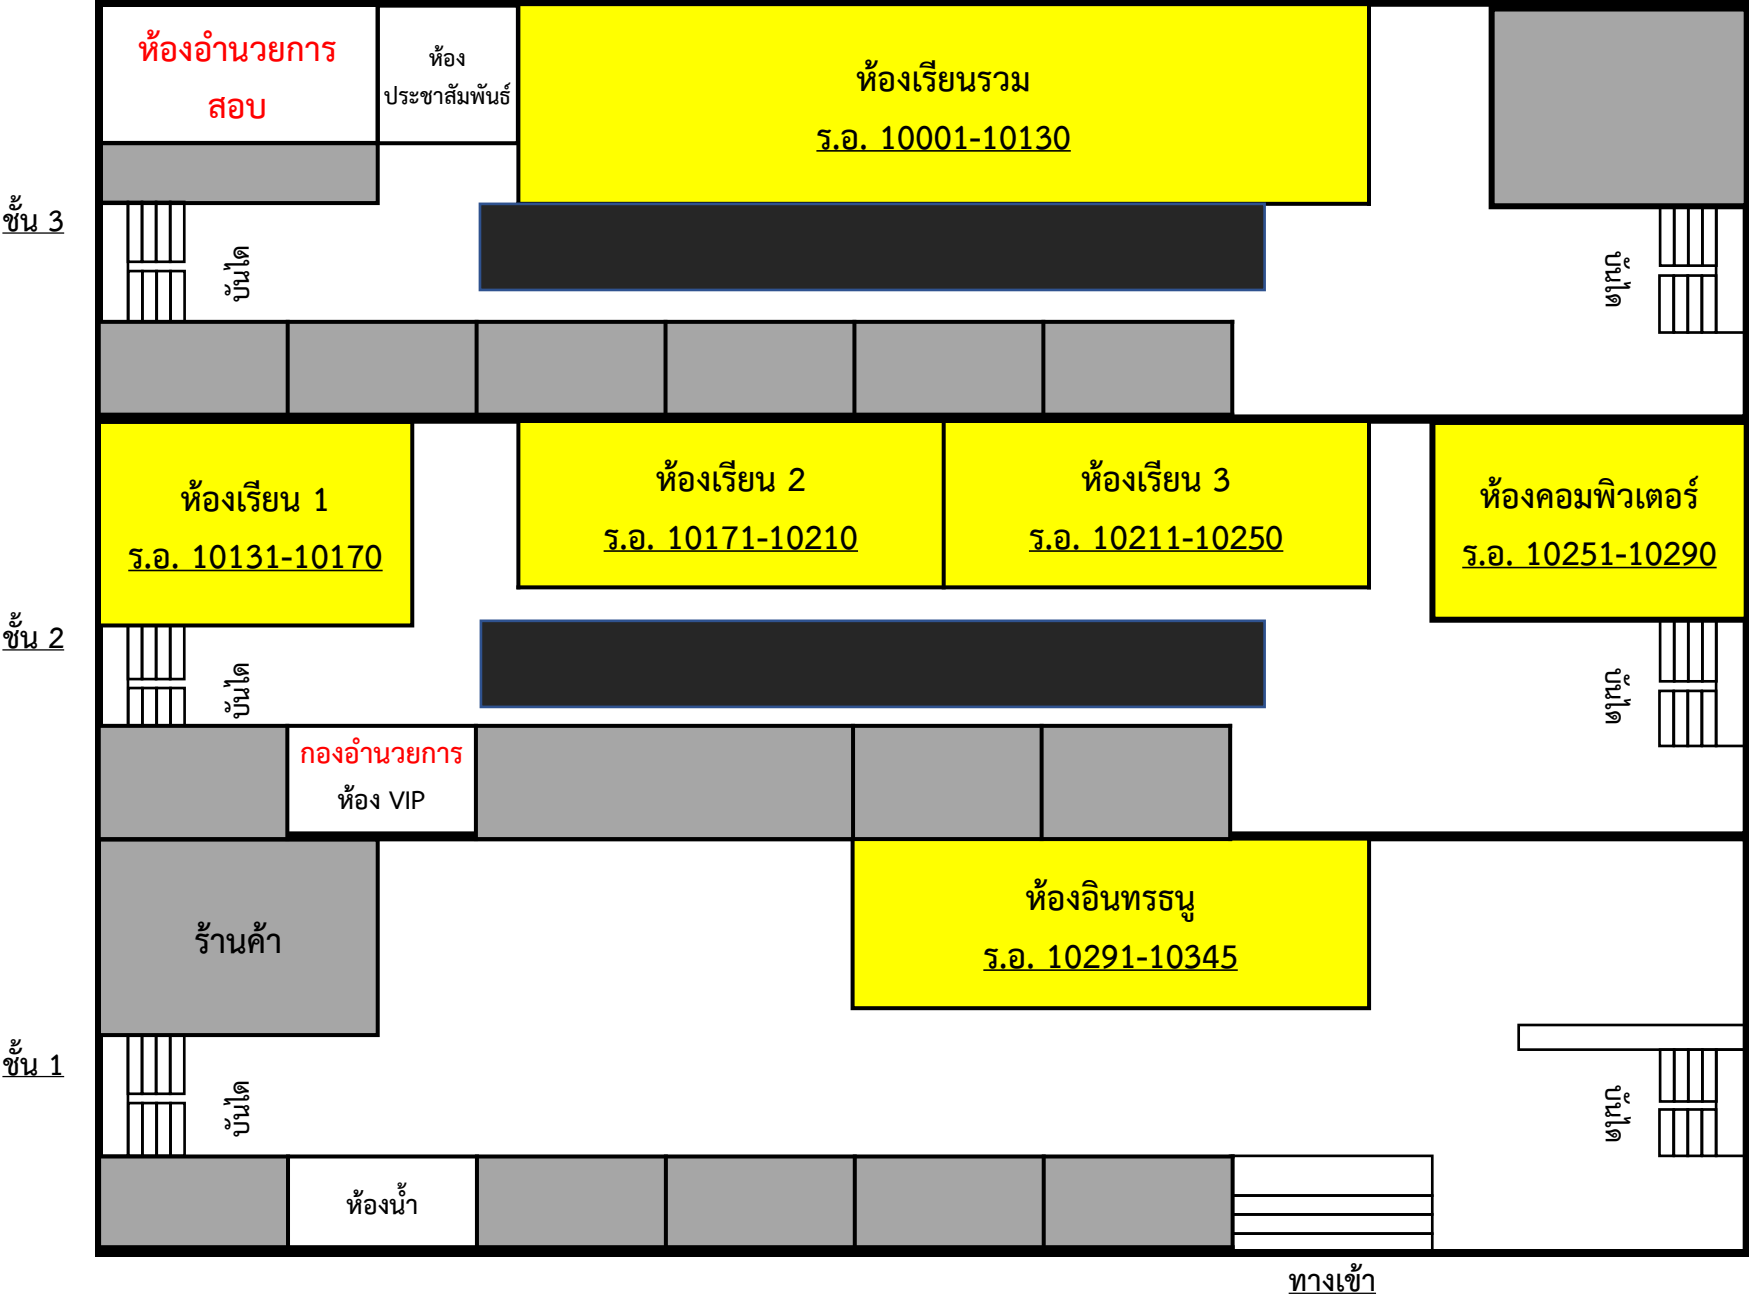 ห้องอำนวยการ
สอบ
ห้อง
ประชาสัมพันธ์
ห้องเรียนรวม
ร.อ. 10001-10130
ชั้น 3
บันได
บันได
ห้องเรียน 1
ร.อ. 10131-10170
ห้องเรียน 2
ร.อ. 10171-10210
ห้องเรียน 3
ร.อ. 10211-10250
ห้องคอมพิวเตอร์
ร.อ. 10251-10290
ชั้น 2
บันได
บันได
กองอำนวยการ
ห้อง VIP
ร้านค้า
ห้องอินทรธนู
ร.อ. 10291-10345
ชั้น 1
บันได
บันได
ห้องน้ำ
ทางเข้า